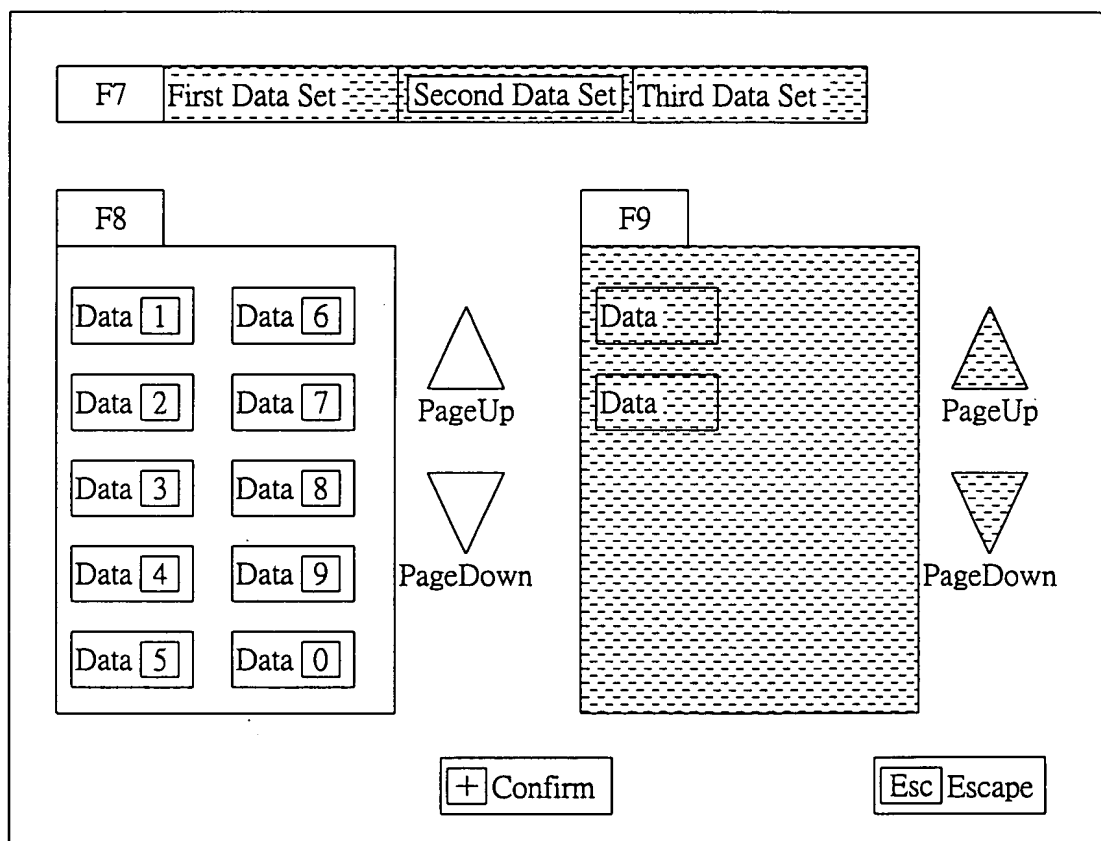 F7 First Data Set Second Data Set Third Data Set
F8
Data 1 Data 6
Data 2 Data 7
Data 3 Data 8
Data 4 Data 9
Data 5 Data 0
PageUp
PageDown
F9
Data
Data
PageUp
PageDown
+ Confirm
Esc Escape